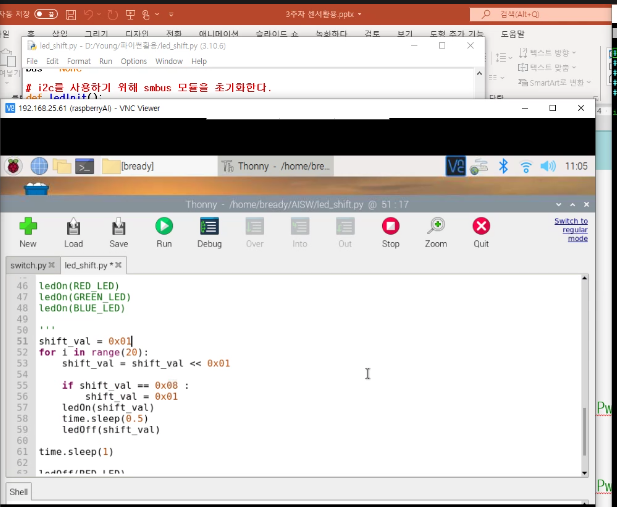 자동 저장
3주차 센서활용.pptx
검색(Alt+Q)
홈 삽입 그리기 디자인 전환 애니메이션 슬라이드 쇼 녹화하다 검토 보기 도형 추가 기능 도움말
led_shift.py - D:/Young/파이썬활용/led_shift.py (3.10.6)
File Edit Format Run Options Window Help
텍스트 방향
텍스트 맞춤
SmartArt로 변환
bus = None
# i2c를 사용하기 위해 smbus 모듈을 초기화한다.
def ledInit():
단락
192.168.25.61 (raspberryAI) - VNC Viewer
[bready]
Thonny - /home/bre...
11:05
Thonny - /home/bready/AISW/led_shift.py @ 51 : 17
New Load Save Run Debug Over Into Out Stop Zoom Quit
Switch to
regular
mode
switch.py led_shift.py *
46 ledOn(RED_LED)
47 ledOn(GREEN_LED)
48 ledOn(BLUE_LED)
49
50 '''
51 shift_val = 0x01
52 for i in range(20):
53 shift_val = shift_val << 0x01
54
55 if shift_val == 0x08 :
56 shift_val = 0x01
57 ledOn(shift_val)
58 time.sleep(0.5)
59 ledOff(shift_val)
60
61 time.sleep(1)
62
63 ledOff(RED_LED)
Shell
Pw
Pw